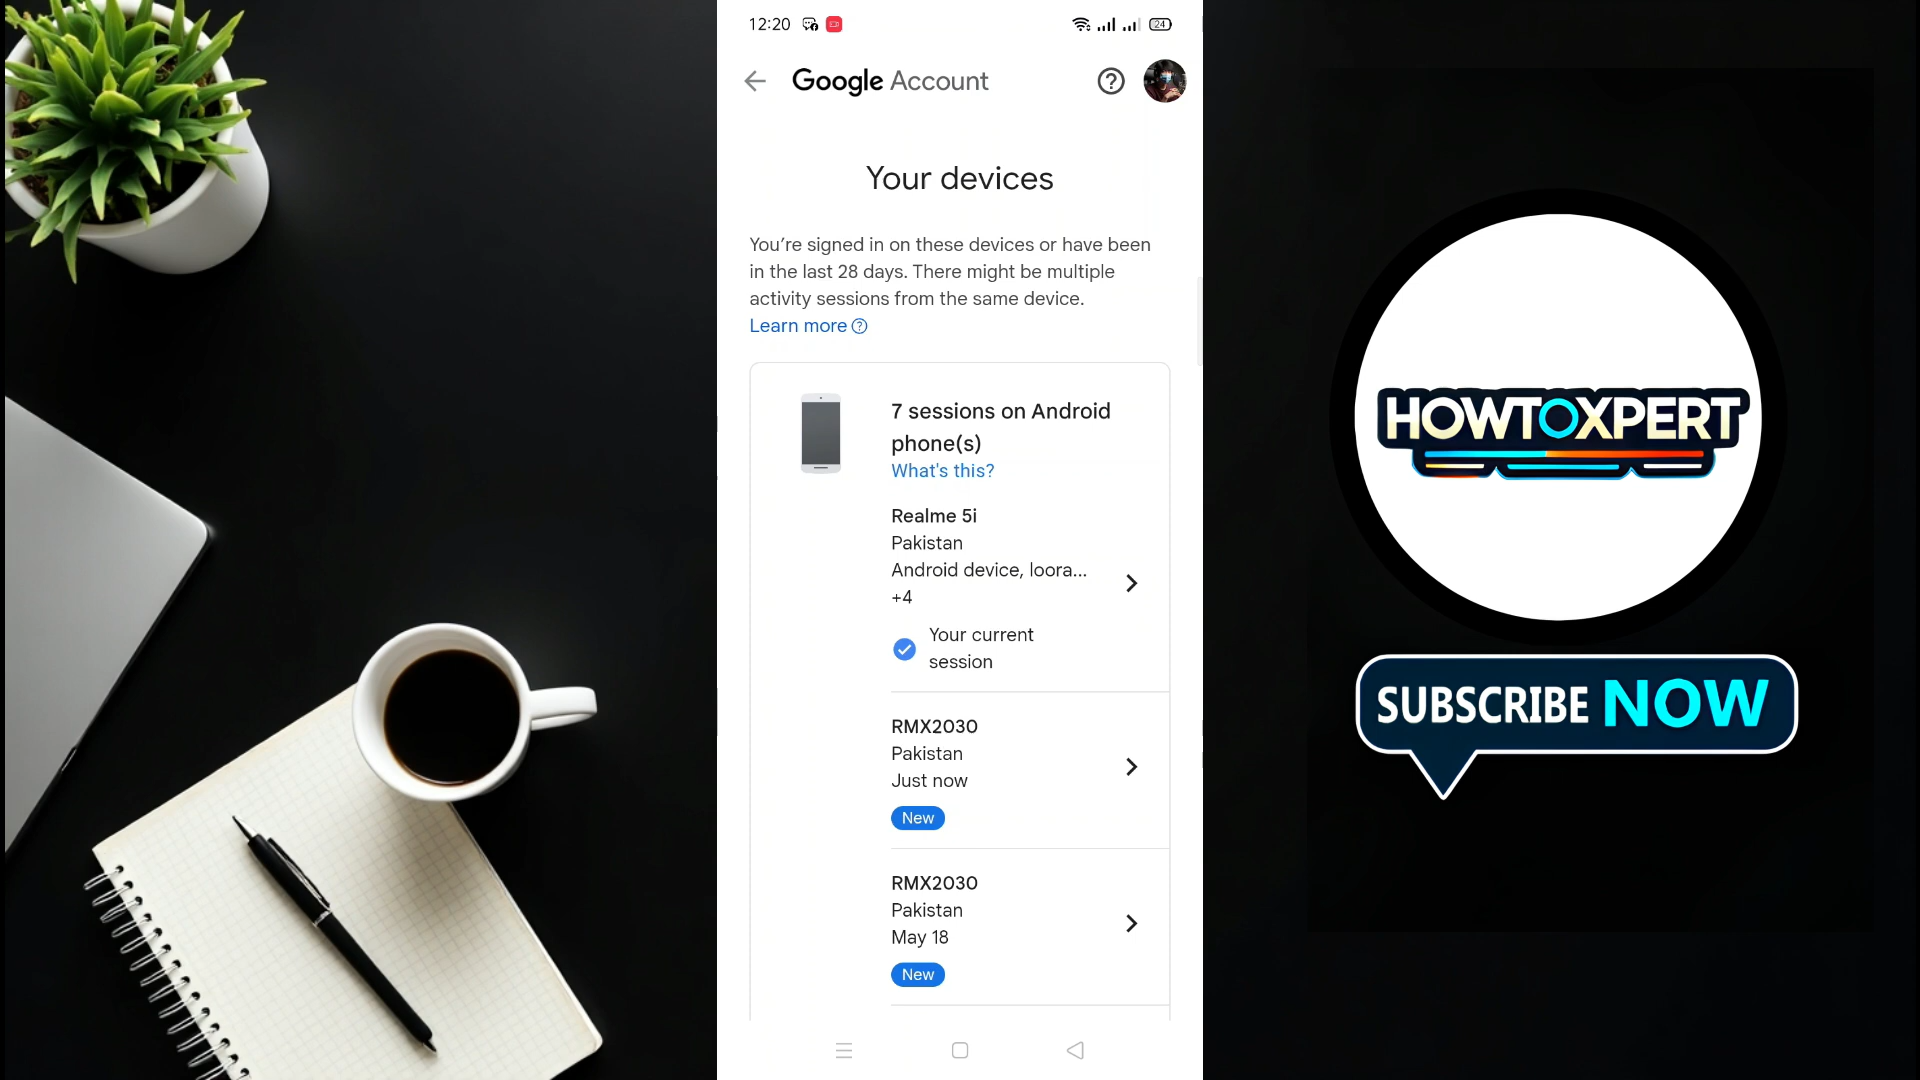 12:20
24
Google Account
Your devices
You’re signed in on these devices or have been
in the last 28 days. There might be multiple
activity sessions from the same device.
Learn more
7 sessions on Android
phone(s)
What's this?
Realme 5i
Pakistan
Android device, loora...
+4
Your current
session
RMX2030
Pakistan
Just now
New
RMX2030
Pakistan
May 18
New
HOWTOXPERT
SUBSCRIBE NOW